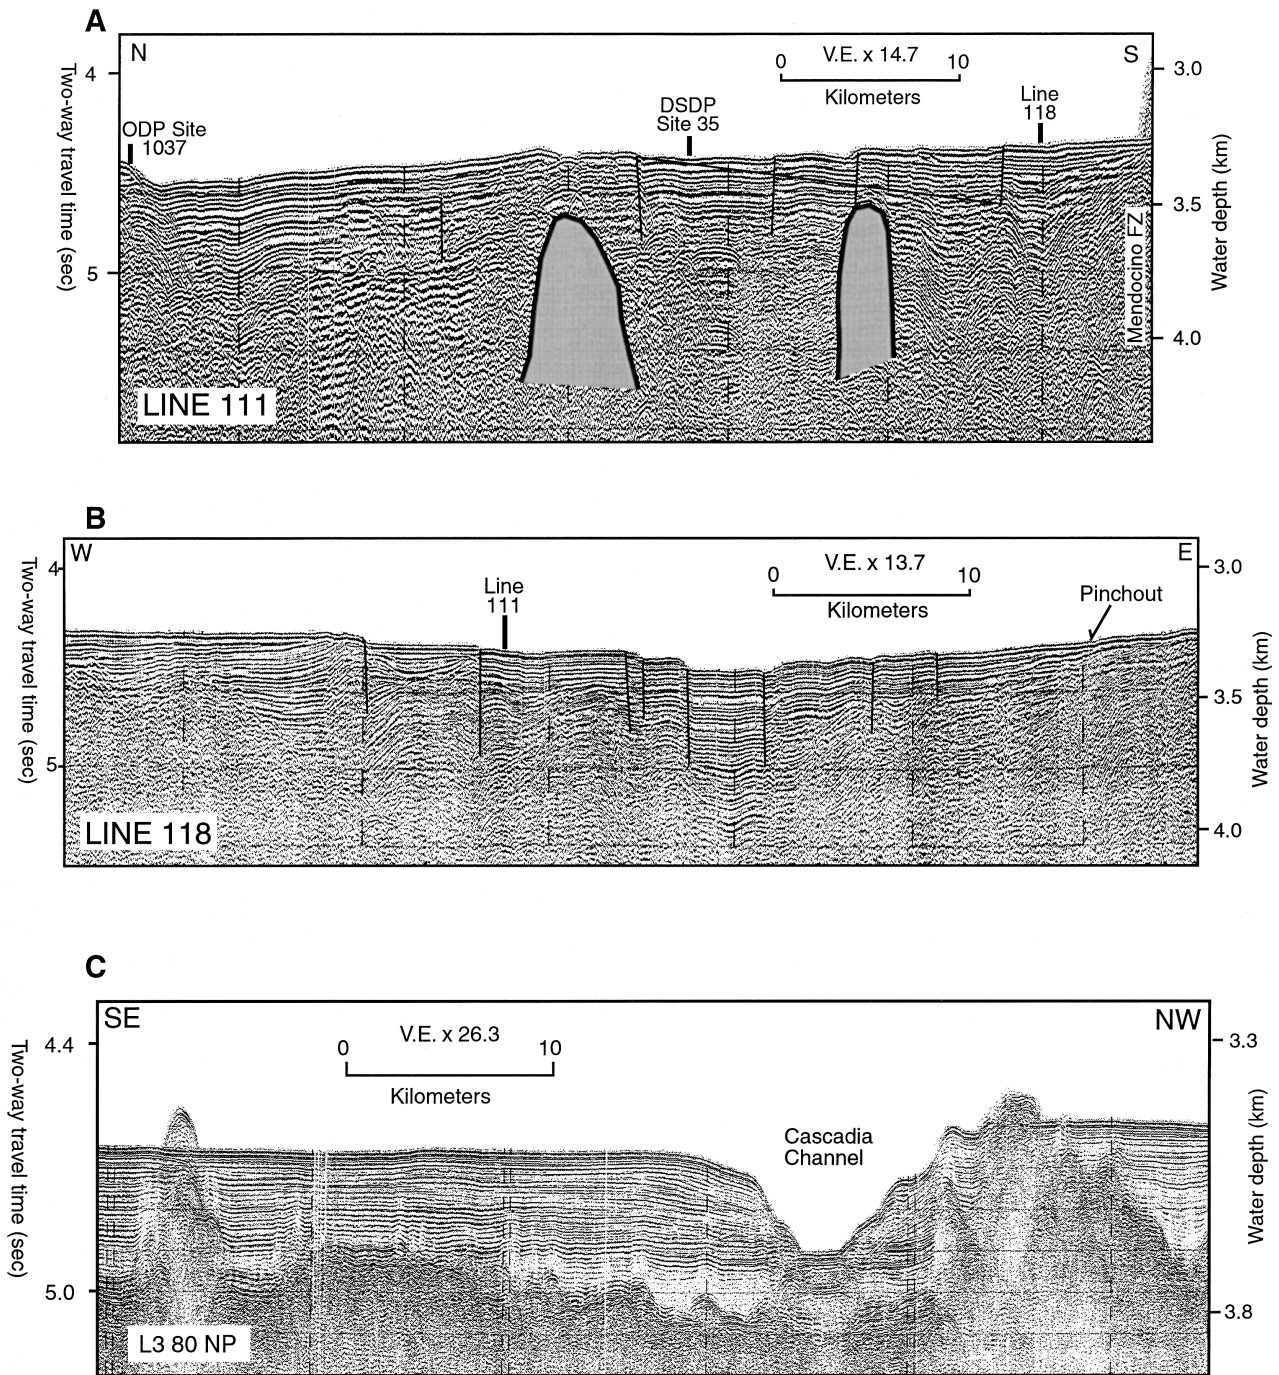 A
N
S
0
V.E. x 14.7
10
Kilometers
4
3.0
Line
118
DSDP
Site 35
ODP Site
1037
Two-way travel time (sec)
Water depth (km)
3.5
5
Mendocino FZ
4.0
LINE 111
B
W
E
4
3.0
0
V.E. x 13.7
10
Kilometers
Line
111
Pinchout
Two-way travel time (sec)
Water depth (km)
3.5
5
4.0
LINE 118
C
SE
NW
4.4
3.3
0
V.E. x 26.3
10
Kilometers
Two-way travel time (sec)
Water depth (km)
Cascadia
Channel
5.0
3.8
L3 80 NP